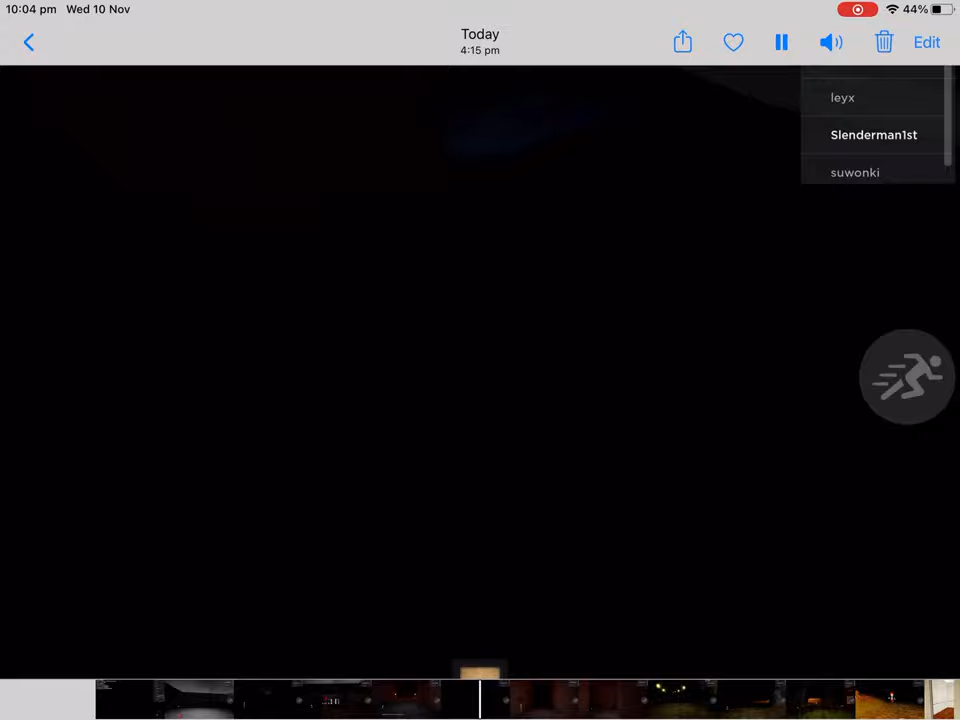 10:04 pm Wed 10 Nov
44%
Today
4:15 pm
Edit
leyx
Slenderman1st
suwonki